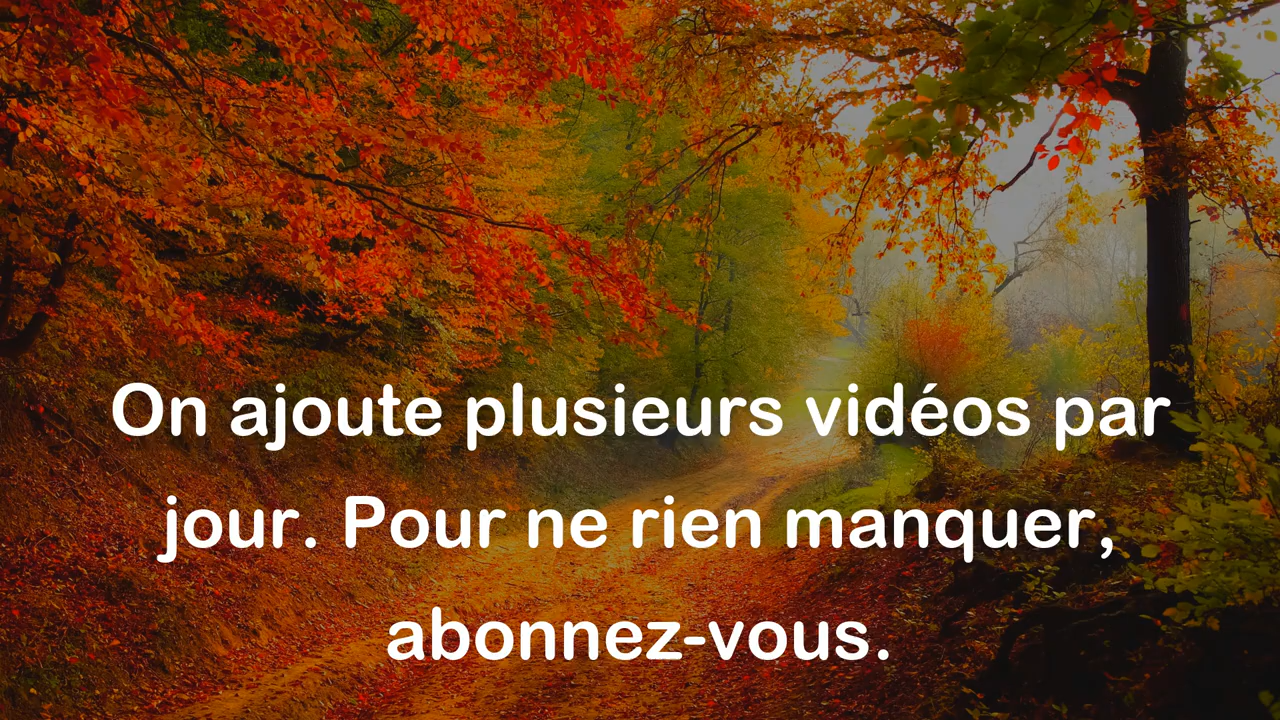 On ajoute plusieurs vidéos par
jour. Pour ne rien manquer,
abonnez-vous.